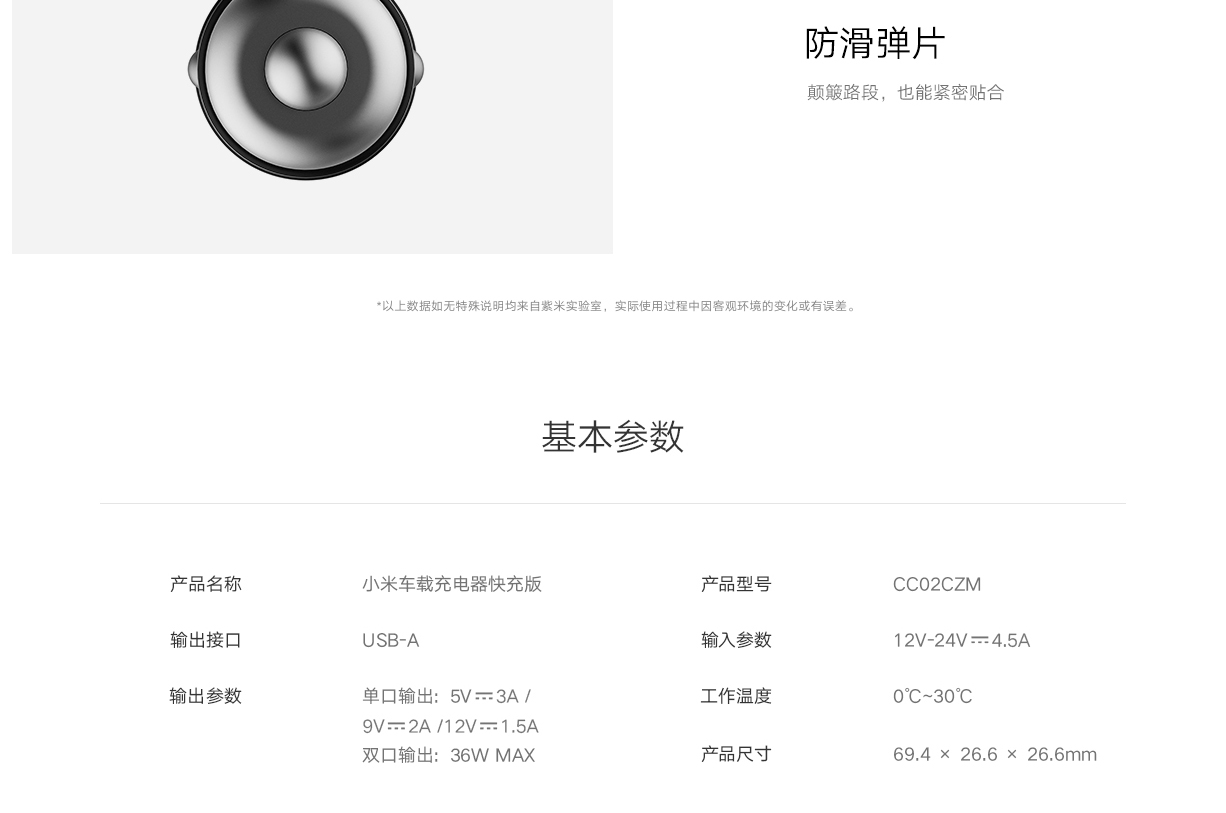 防滑弹片
颠簸路段，也能紧密贴合
*以上数据如无特殊说明均来自紫米实验室，实际使用过程中因客观环境的变化或有误差。
基本参数
产品名称 小米车载充电器快充版 产品型号 CC02CZM
输出接口 USB-A 输入参数 12V-24V⎓4.5A
输出参数 单口输出: 5V⎓3A / 工作温度 0℃~30℃
9V⎓2A /12V⎓1.5A
双口输出: 36W MAX 产品尺寸 69.4 × 26.6 × 26.6mm